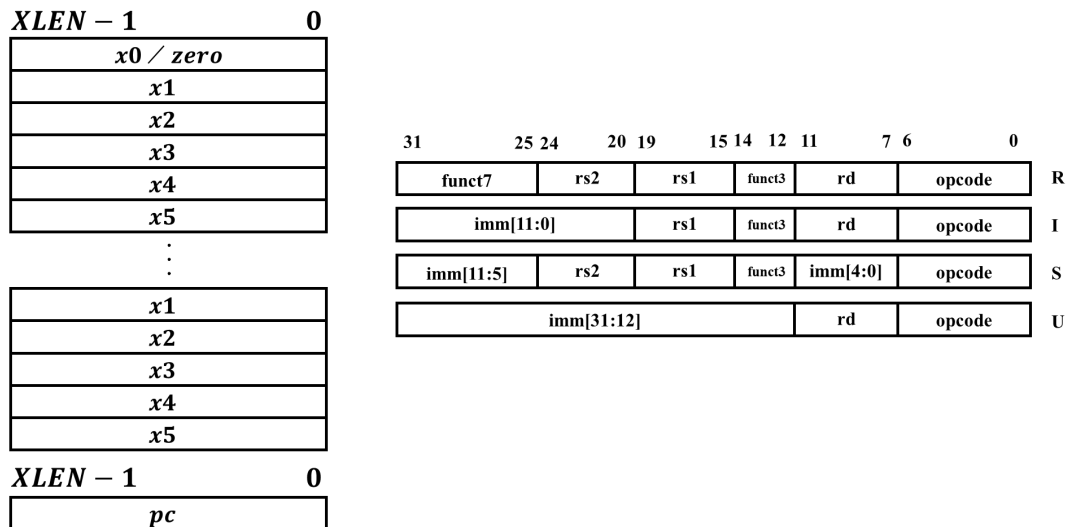 XLEN − 1 0
x0 / zero
x1
x2
x3
x4
x5
⋮
x1
x2
x3
x4
x5
XLEN − 1 0
pc
31 25 24 20 19 15 14 12 11 7 6 0
funct7 rs2 rs1 funct3 rd opcode R
imm[11:0] rs1 funct3 rd opcode I
imm[11:5] rs2 rs1 funct3 imm[4:0] opcode S
imm[31:12] rd opcode U